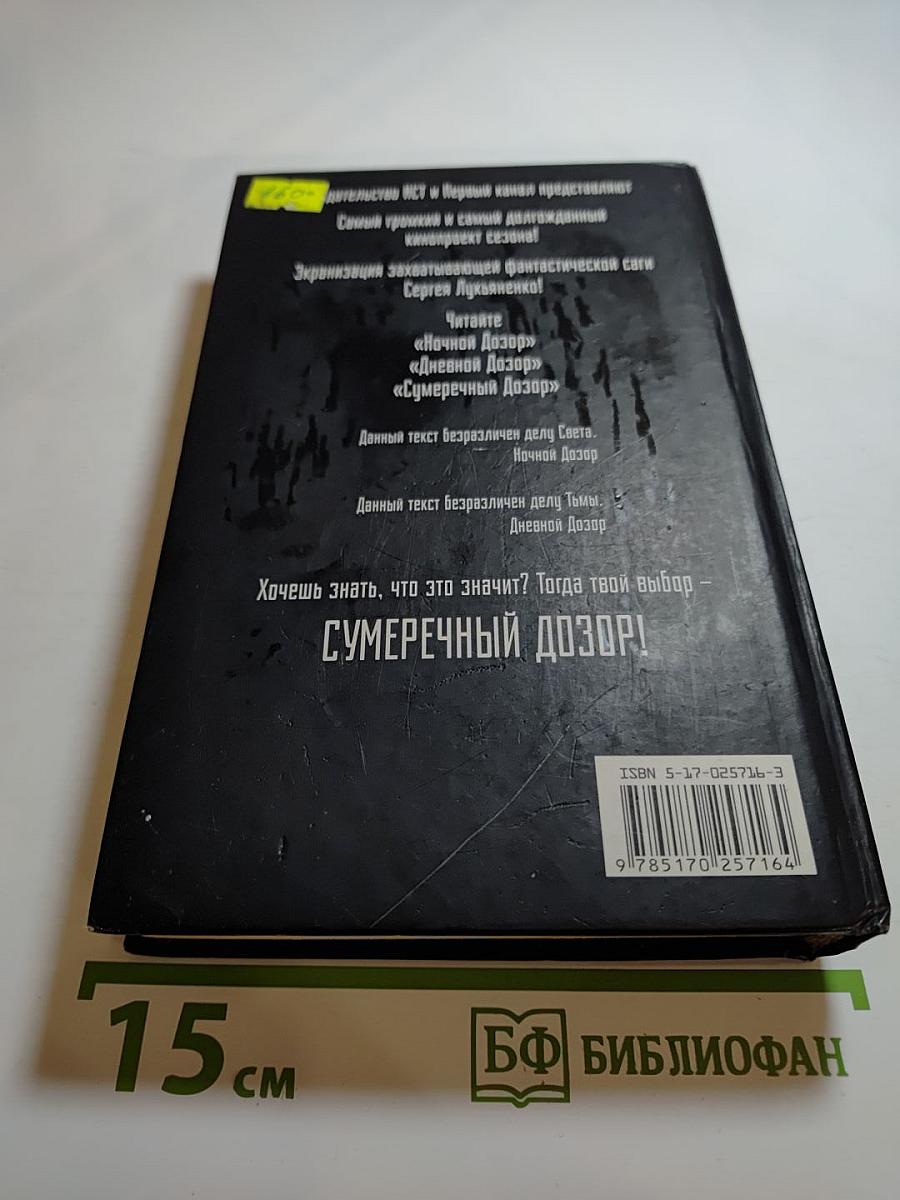 160-
дательство АСТ и Первый канал представляют
Самый громкий и самый долгожданный
кинопроект сезона!
Экранизация захватывающей фантастической саги
Сергея Лукьяненко!
Читайте
«Ночной Дозор»
«Дневной Дозор»
«Сумеречный Дозор»
Данный текст безразличен делу Света.
Ночной Дозор
Данный текст безразличен делу Тьмы.
Дневной Дозор
Хочешь знать, что это значит? Тогда твой выбор –
СУМЕРЕЧНЫЙ ДОЗОР!
ISBN 5-17-025716-3
9 785170 257164
15 см
БФ БИБЛИОФАН